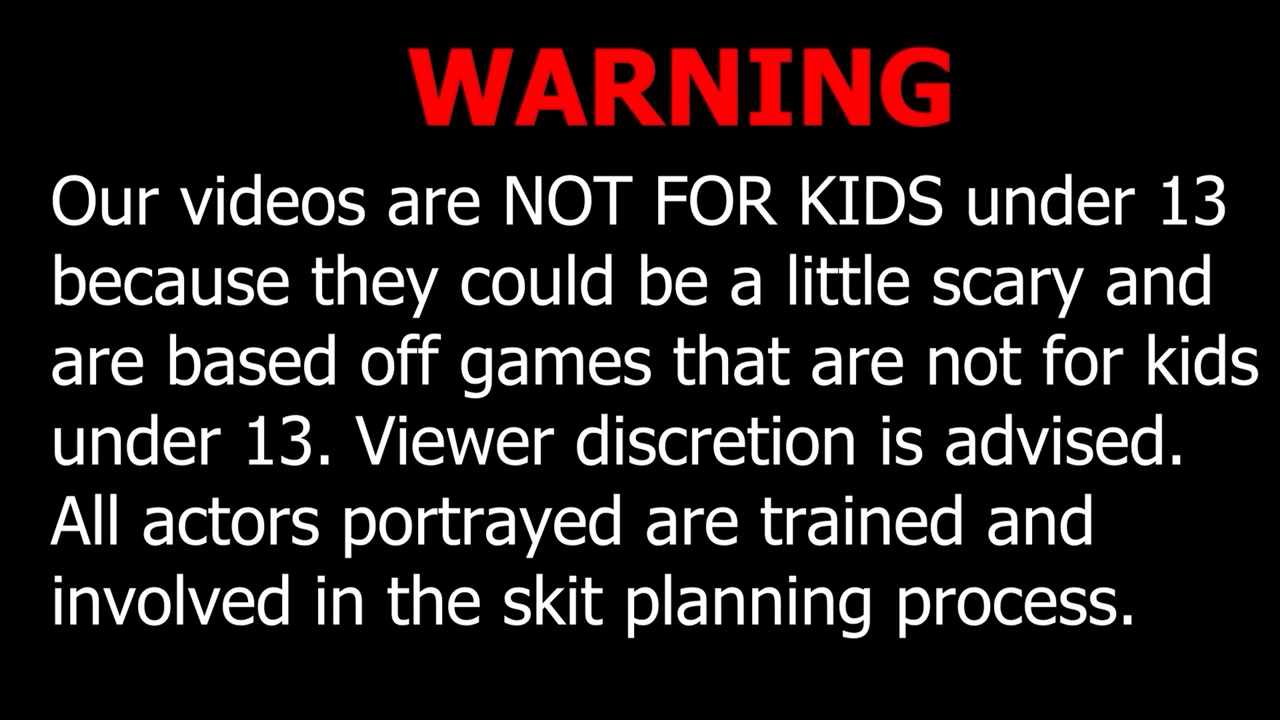 WARNING
Our videos are NOT FOR KIDS under 13
because they could be a little scary and
are based off games that are not for kids
under 13. Viewer discretion is advised.
All actors portrayed are trained and
involved in the skit planning process.